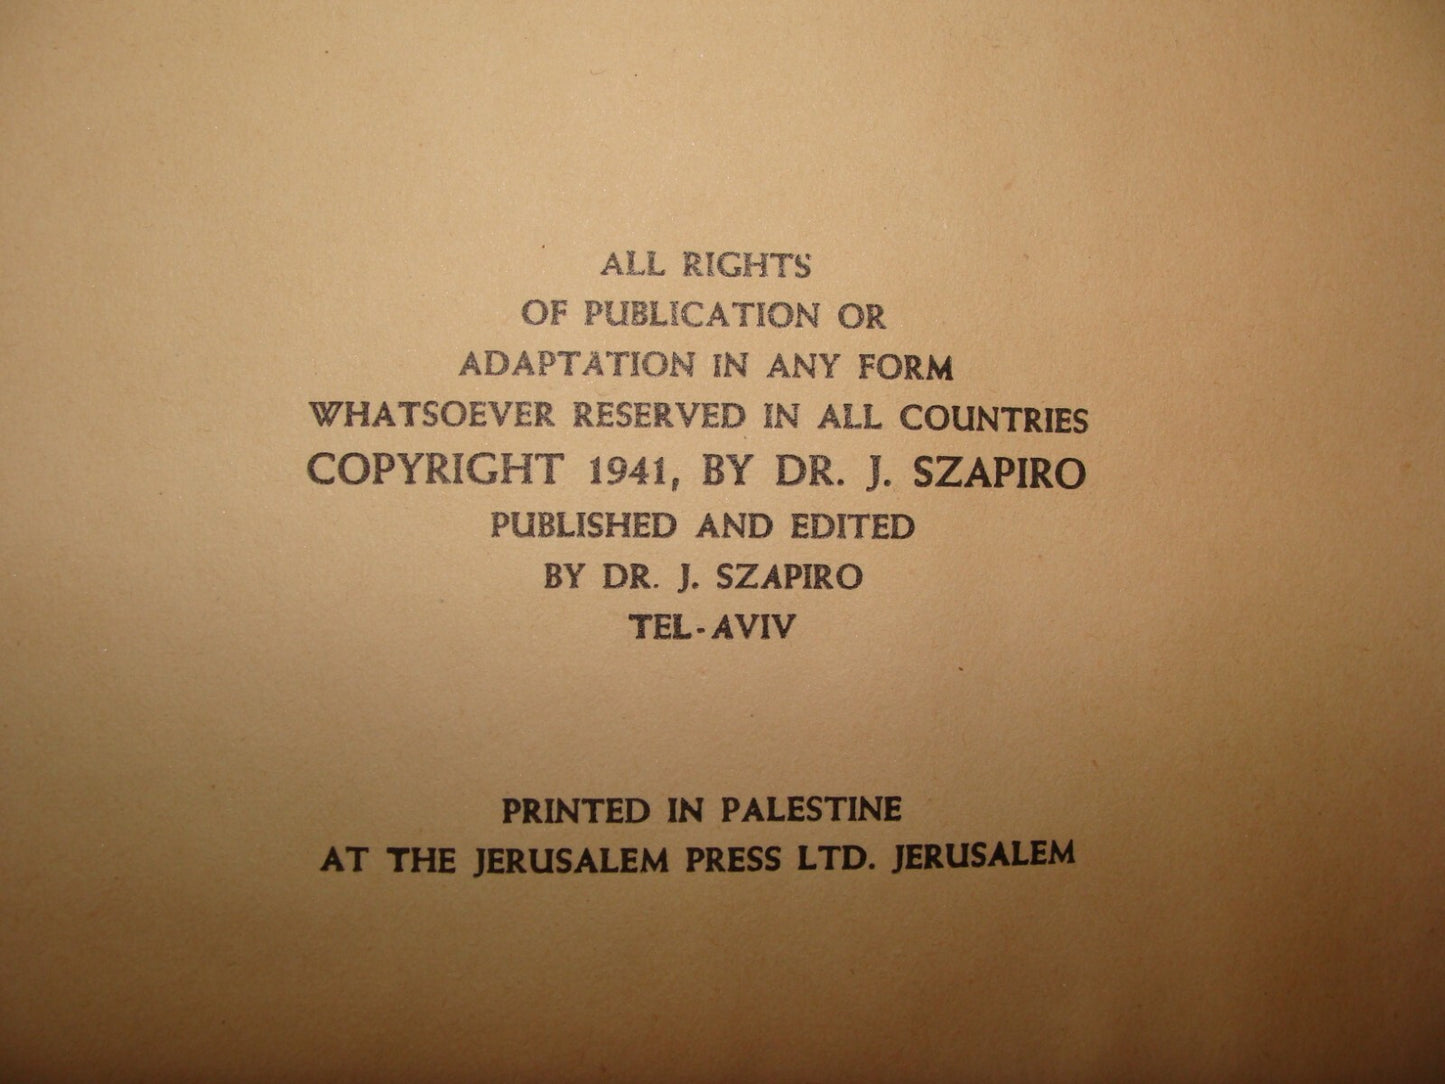 ALL RIGHTS
OF PUBLICATION OR
ADAPTATION IN ANY FORM
WHATSOEVER RESERVED IN ALL COUNTRIES
COPYRIGHT 1941, BY DR. J. SZAPIRO
PUBLISHED AND EDITED
BY DR. J. SZAPIRO
TEL-AVIV
PRINTED IN PALESTINE
AT THE JERUSALEM PRESS LTD. JERUSALEM